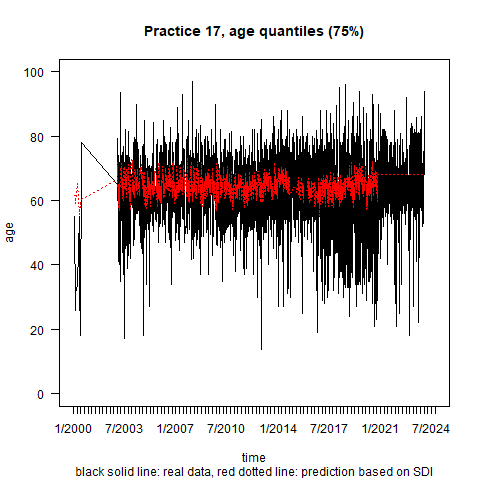 Practice 17, age quantiles (75%)
100
80
60
40
20
0
age
1/2000 7/2003 1/2007 7/2010 1/2014 7/2017 1/2021 7/2024
time
black solid line: real data, red dotted line: prediction based on SDI